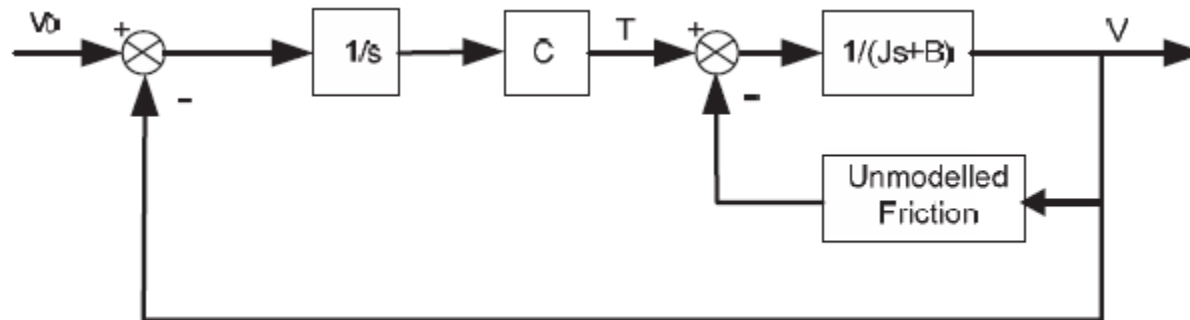 V₀
+
-
1/s
C
T
+
-
1/(Js+B)
V
Unmodelled
Friction